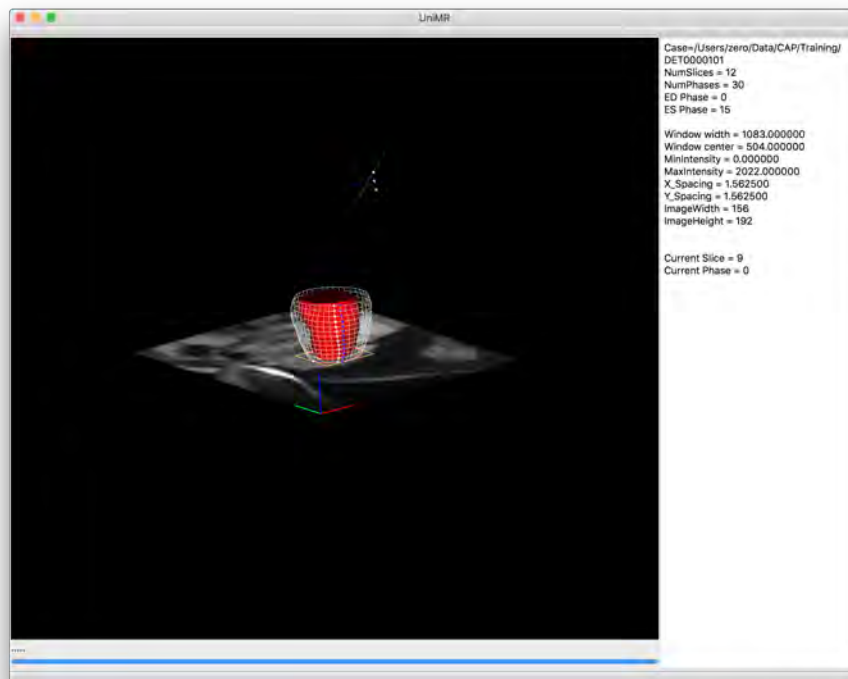 UniMR
Case=/Users/zero/Data/CAP/Training/
DET0000101
NumSlices = 12
NumPhases = 30
ED Phase = 0
ES Phase = 15
Window width = 1083.000000
Window center = 504.000000
MinIntensity = 0.000000
MaxIntensity = 2022.000000
X_Spacing = 1.562500
Y_Spacing = 1.562500
ImageWidth = 156
ImageHeight = 192
Current Slice = 9
Current Phase = 0